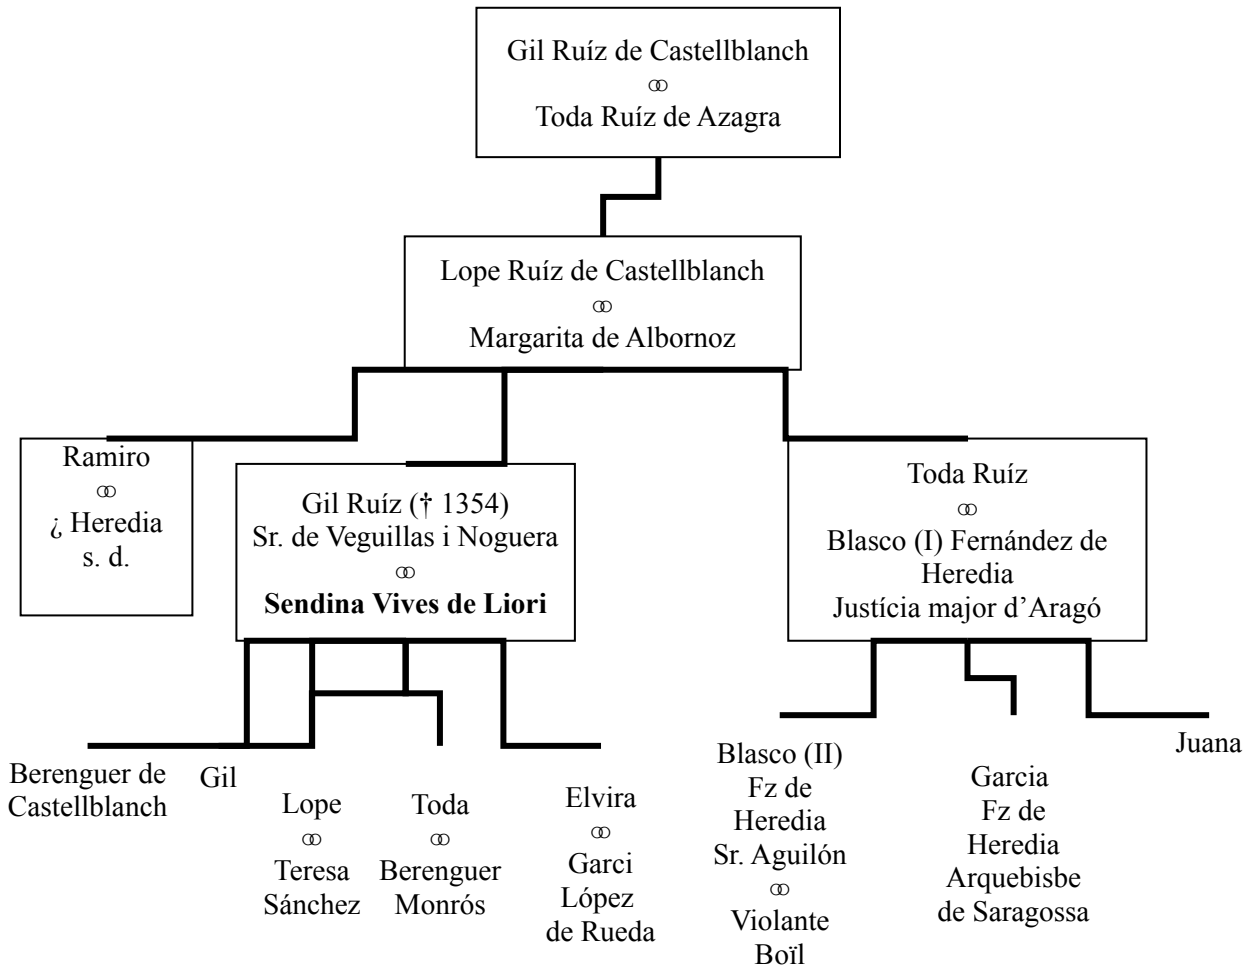 Gil Ruíz de Castellblanch
ↂ
Toda Ruíz de Azagra
Lope Ruíz de Castellblanch
ↂ
Margarita de Albornoz
Ramiro
ↂ
¿ Heredia
s. d.
Gil Ruíz († 1354)
Sr. de Veguillas i Noguera
ↂ
Sendina Vives de Liori
Toda Ruíz
ↂ
Blasco (I) Fernández de
Heredia
Justícia major d’Aragó
Berenguer de
Castellblanch
Gil
Lope
ↂ
Teresa
Sánchez
Toda
ↂ
Berenguer
Monrós
Elvira
ↂ
Garci
López
de Rueda
Blasco (II)
Fz de
Heredia
Sr. Aguilón
ↂ
Violante
Boïl
Garcia
Fz de
Heredia
Arquebisbe
de Saragossa
Juana